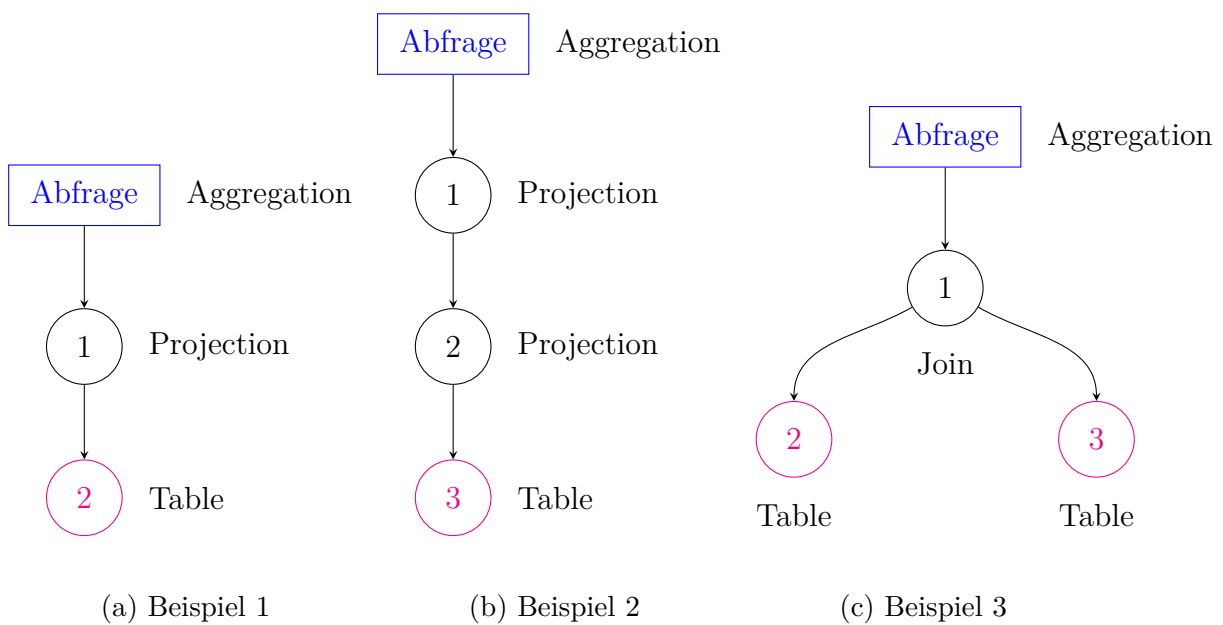 Abfrage Aggregation
1 Projection
2 Table
(a) Beispiel 1
Abfrage Aggregation
1 Projection
2 Projection
3 Table
(b) Beispiel 2
Abfrage Aggregation
1
Join
2 3
Table Table
(c) Beispiel 3